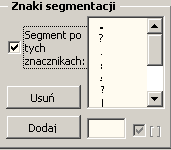 Znaki segmentacji
Segment po
tych
znacznikach:
.
?
.
:
;
?
!
Usuń
Dodaj
[ ]